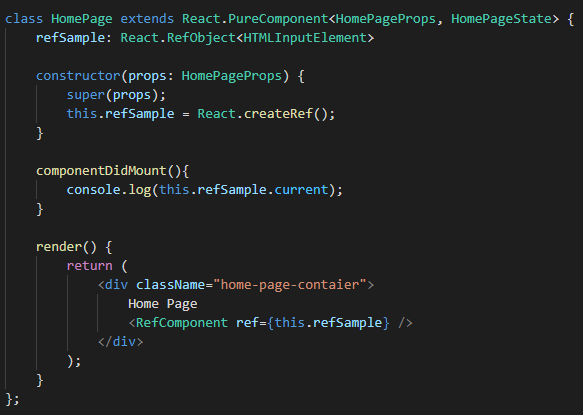 class HomePage extends React.PureComponent<HomePageProps, HomePageState> {
    refSample: React.RefObject<HTMLInputElement>

    constructor(props: HomePageProps) {
        super(props);
        this.refSample = React.createRef();
    }

    componentDidMount(){
        console.log(this.refSample.current);
    }

    render() {
        return (
            <div className="home-page-contaier">
                Home Page
                <RefComponent ref={this.refSample} />
            </div>
        );
    }
};